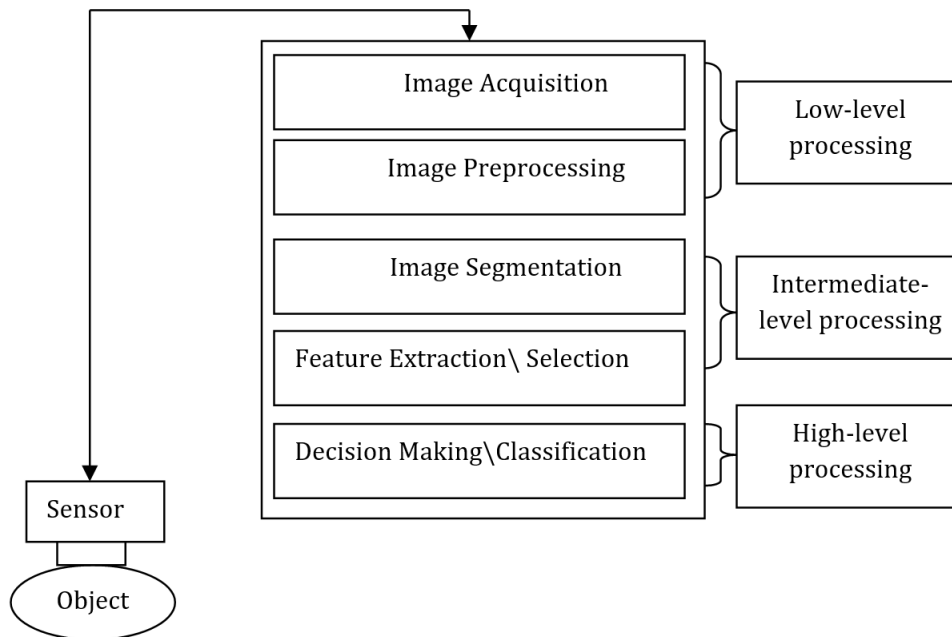 Image Acquisition
Low-level
processing
Image Preprocessing
Image Segmentation
Intermediate-
level processing
Feature Extraction\ Selection
Decision Making\Classification
High-level
processing
Sensor
Object